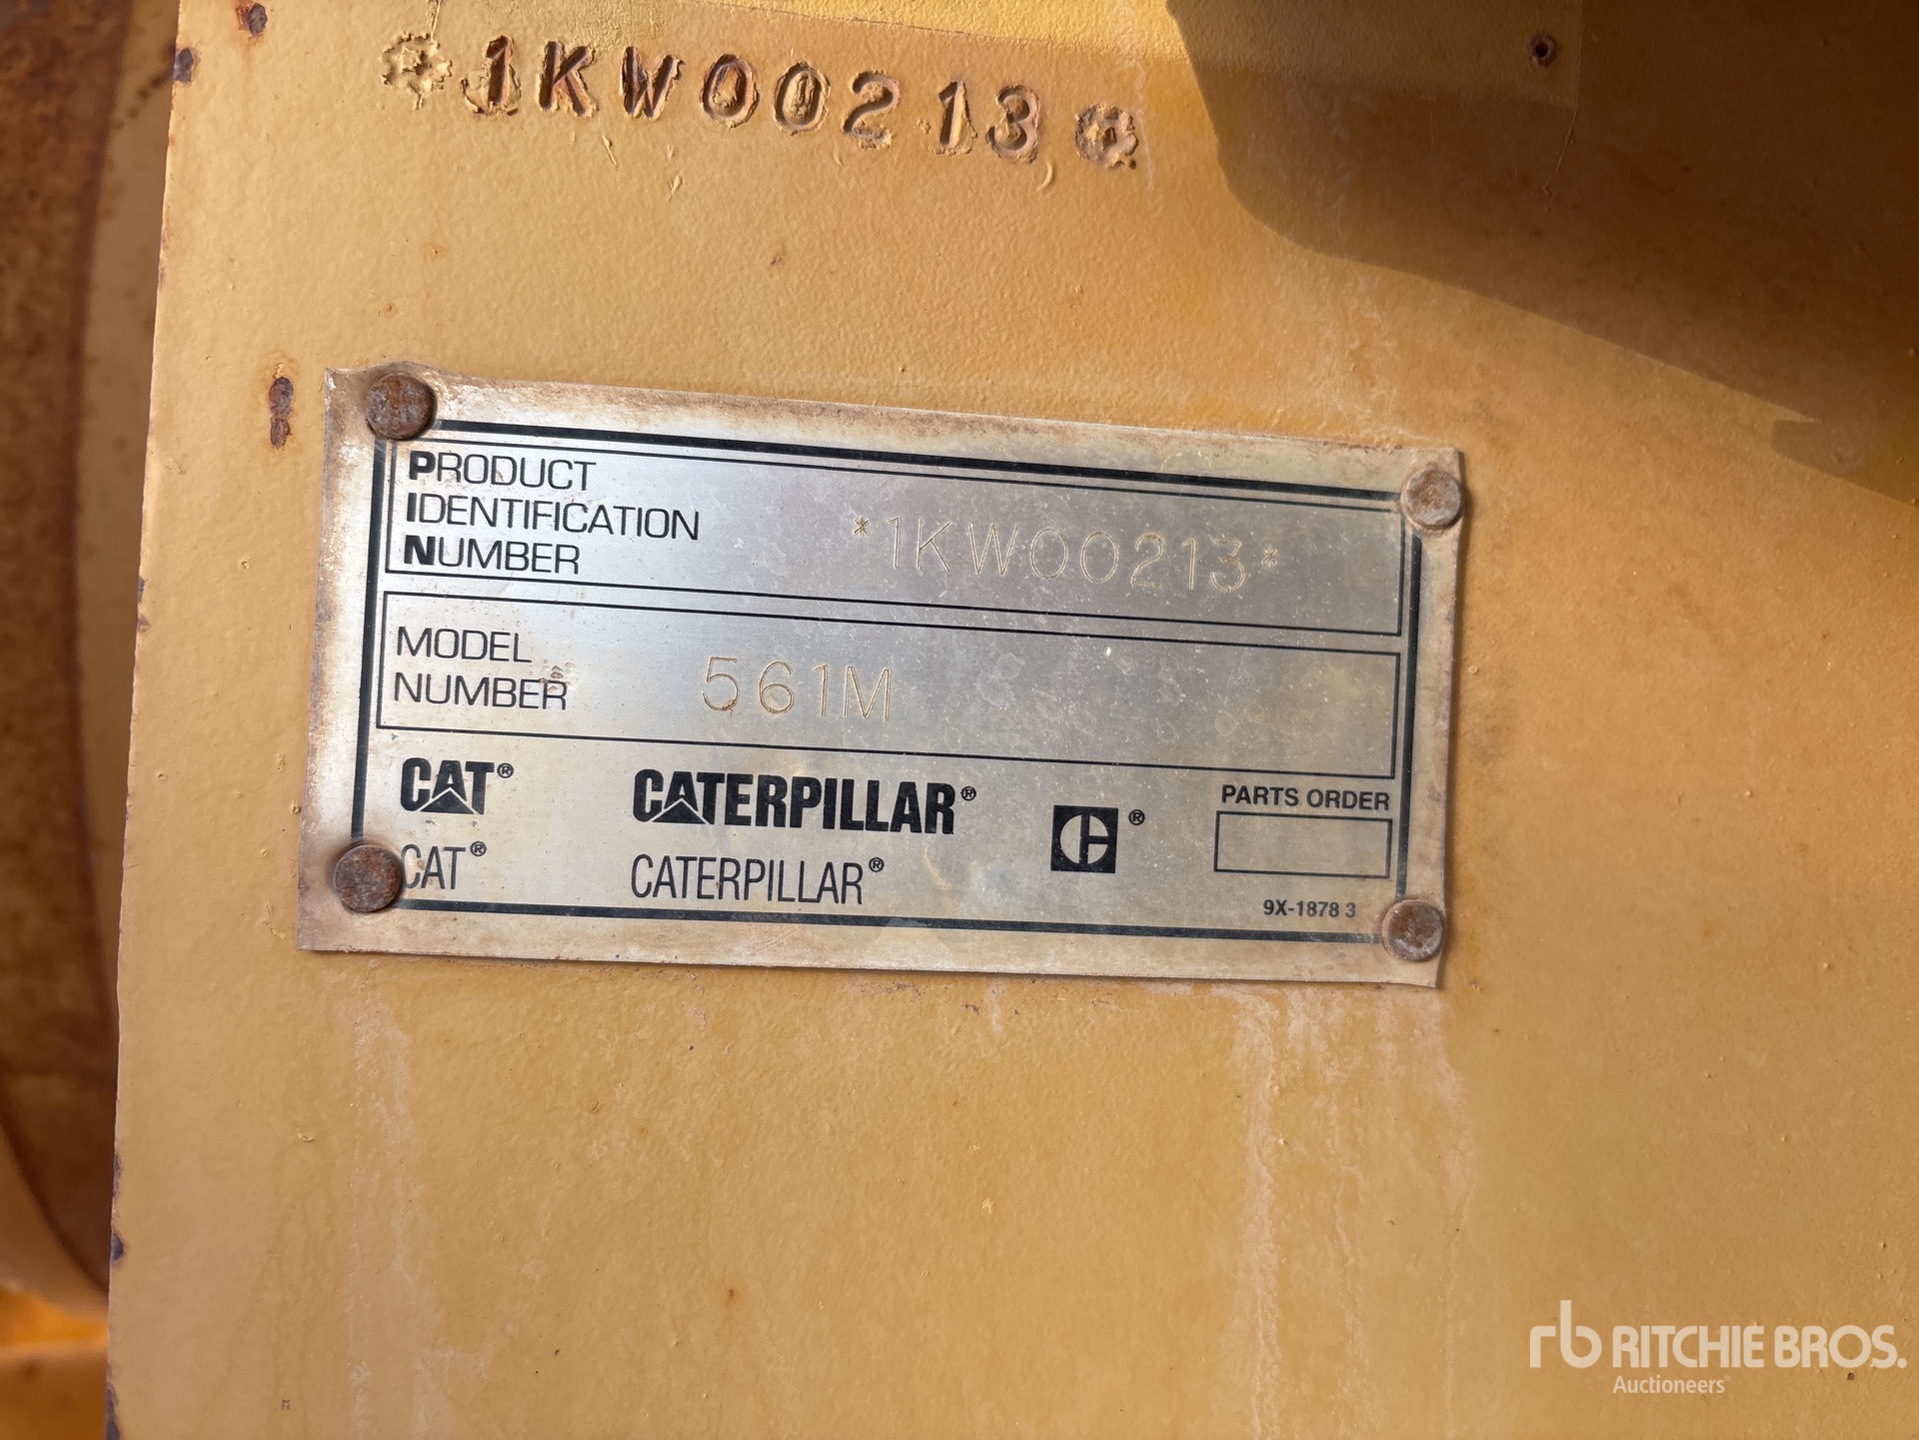 *1KW00213*
PRODUCT
IDENTIFICATION
NUMBER
*1KW00213*
MODEL
NUMBER
561M
CAT®
CATERPILLAR®
CAT®
CATERPILLAR®
C®
PARTS ORDER
9X-1878 3
rb RITCHIE BROS.
Auctioneers